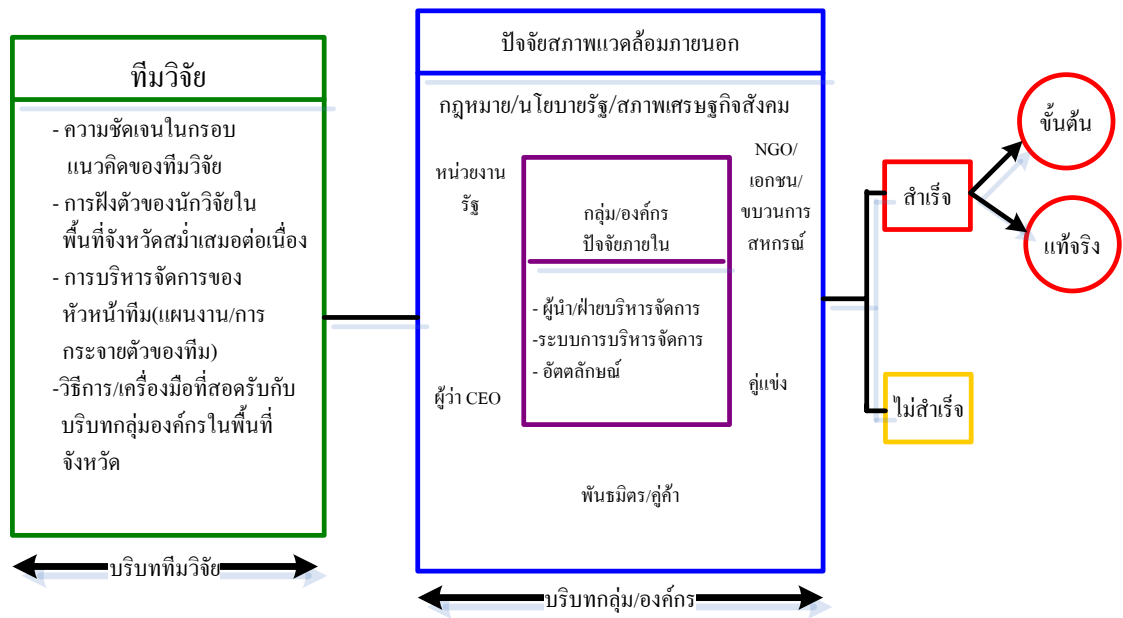 ทีมวิจัย
- ความชัดเจนในกรอบ
แนวคิดของทีมวิจัย
- การฝังตัวของนักวิจัยใน
พื้นที่จังหวัดสม่ำเสมอต่อเนื่อง
- การบริหารจัดการของ
หัวหน้าทีม(แผนงาน/การ
กระจายตัวของทีม)
-วิธีการ/เครื่องมือที่สอดรับกับ
บริบทกลุ่มองค์กรในพื้นที่
จังหวัด
บริบททีมวิจัย
ปัจจัยสภาพแวดล้อมภายนอก
กฎหมาย/นโยบายรัฐ/สภาพเศรษฐกิจสังคม
หน่วยงาน
รัฐ
NGO/
เอกชน/
ขบวนการ
สหกรณ์
กลุ่ม/องค์กร
ปัจจัยภายใน
- ผู้นำ/ฝ่ายบริหารจัดการ
-ระบบการบริหารจัดการ
- อัตตลักษณ์
ผู้ว่า CEO
คู่แข่ง
พันธมิตร/คู่ค้า
บริบทกลุ่ม/องค์กร
สำเร็จ
ไม่สำเร็จ
ขั้นต้น
แท้จริง